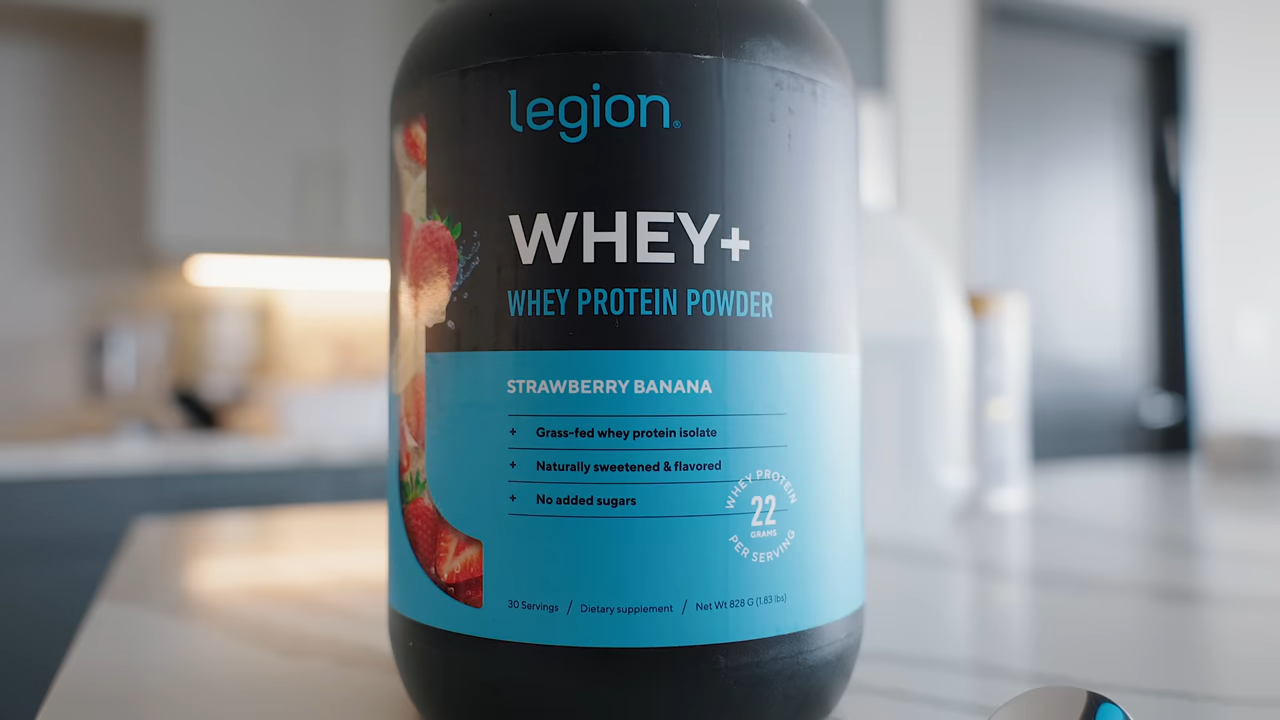 legion®
WHEY+
WHEY PROTEIN POWDER
STRAWBERRY BANANA
+ Grass-fed whey protein isolate
+ Naturally sweetened & flavored
+ No added sugars
WHEY PROTEIN
22
GRAMS
PER SERVING
30 Servings / Dietary supplement / Net Wt 828 G (1.83 lbs)